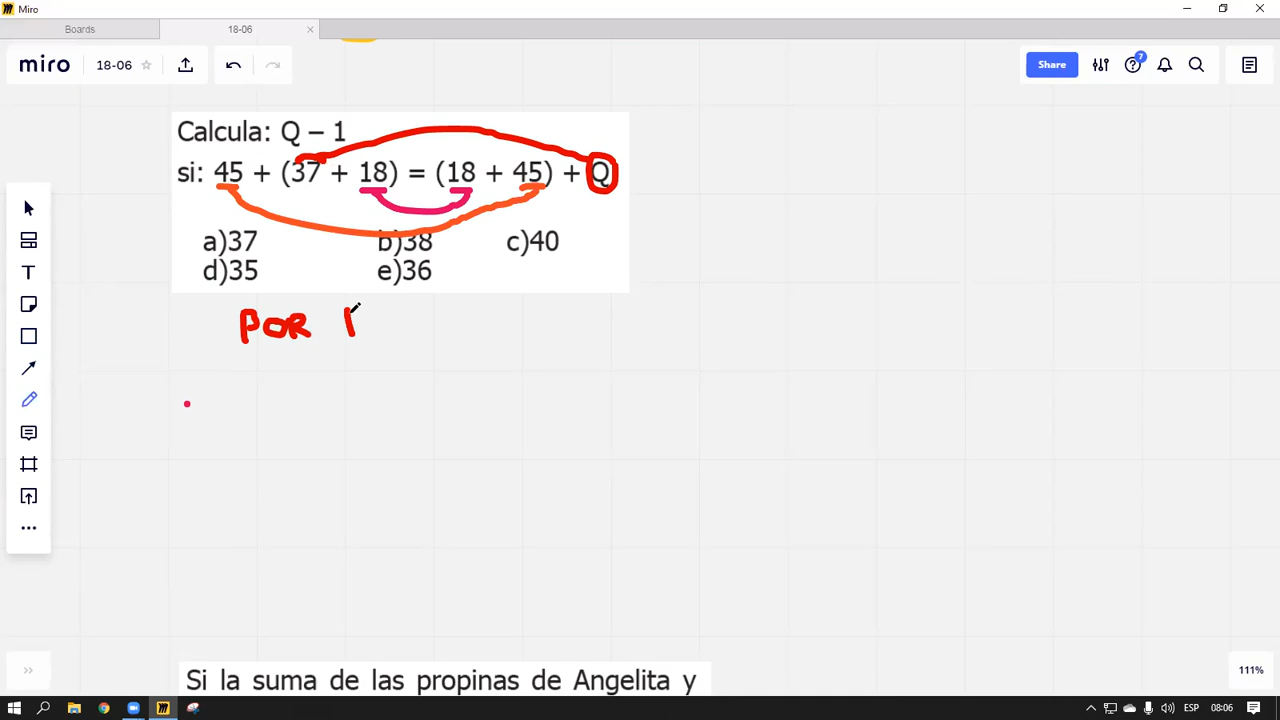 Miro
Boards
18-06
miro
18-06
Share
7
Calcula: Q – 1
si: 45 + (37 + 18) = (18 + 45) + Q
a)37 b)38 c)40
d)35 e)36
POR
Si la suma de las propinas de Angelita y
111%
ESP 08:06